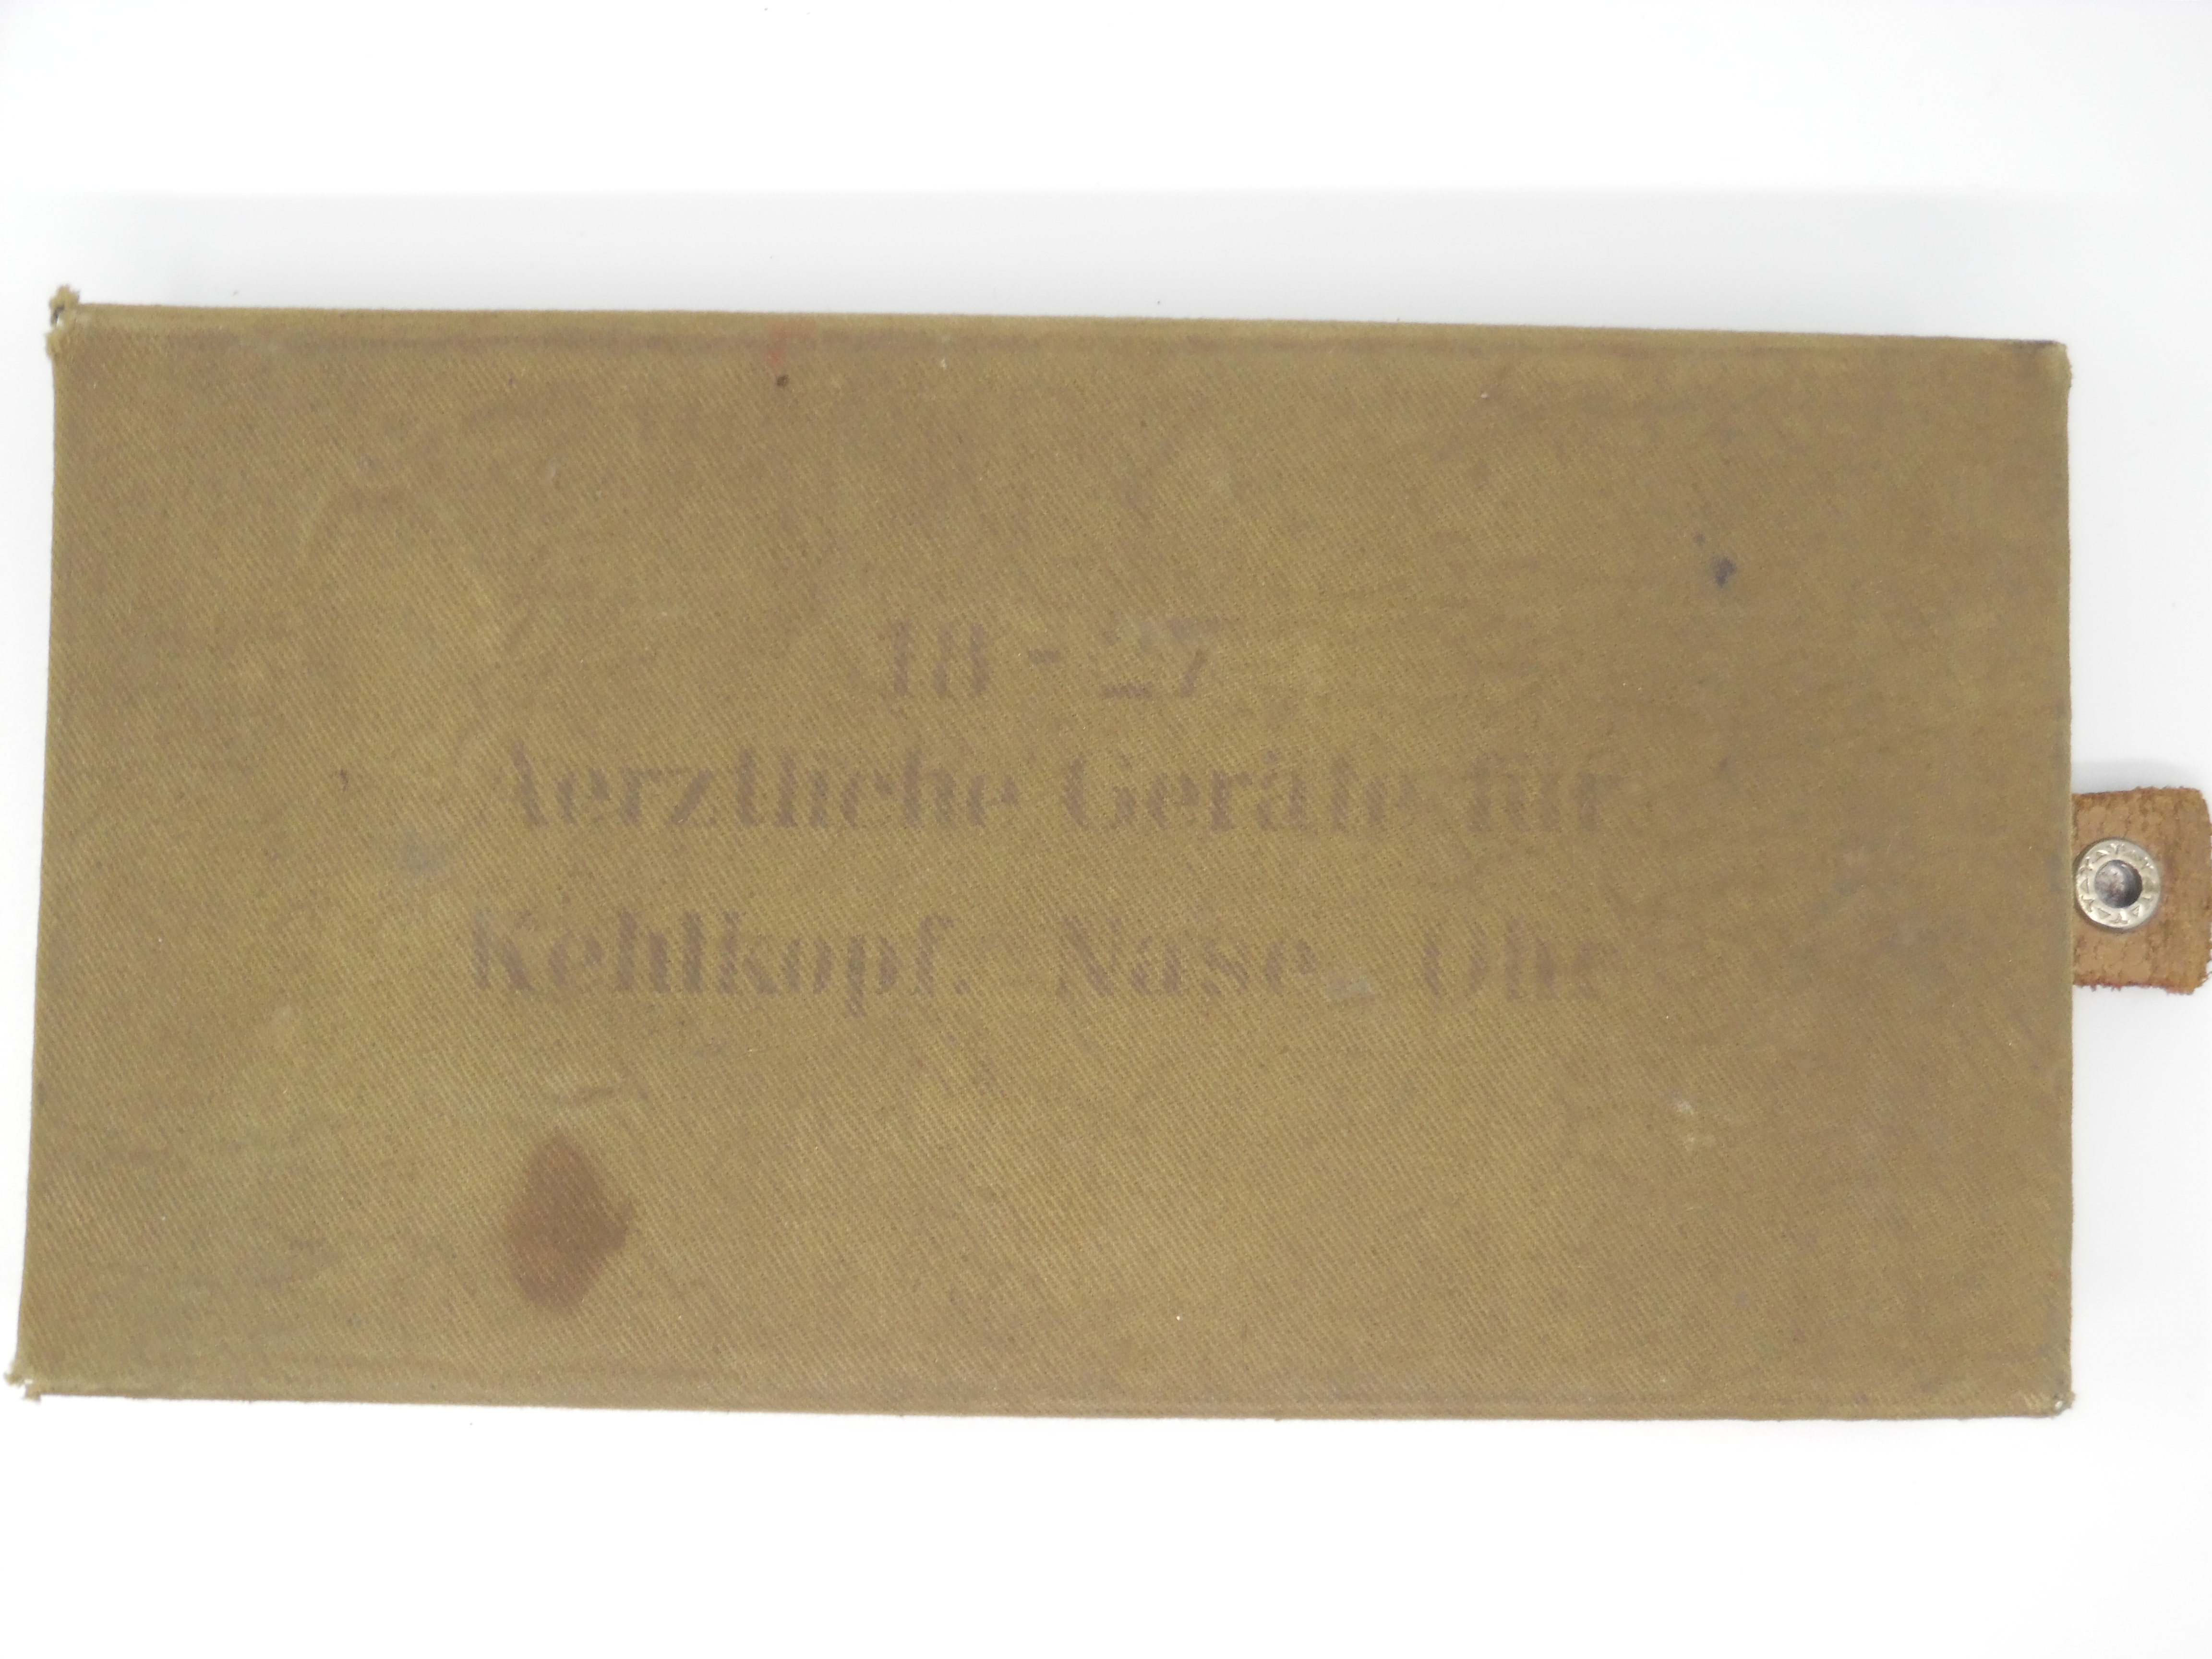 18 - 27
Aerztliche Geräte für
Kehlkopf. Nase. Ohr